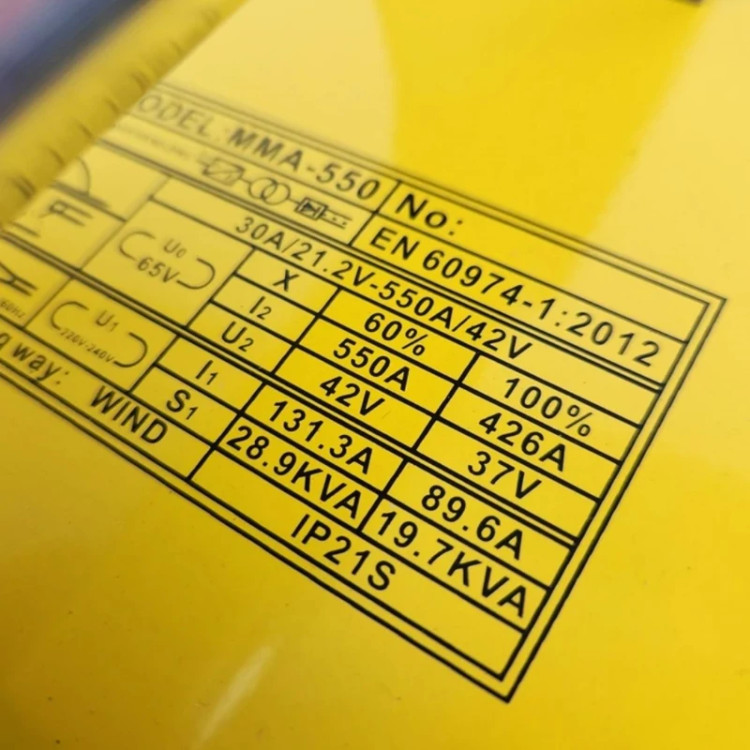 MODEL: MMA-550
No:
EN 60974-1:2012
30A/21.2V-550A/42V
U0
65V
X
60%
100%
I2
550A
426A
U2
42V
37V
U1
220V-240V
I1
131.3A
89.6A
S1
28.9KVA
19.7KVA
way: WIND
IP21S